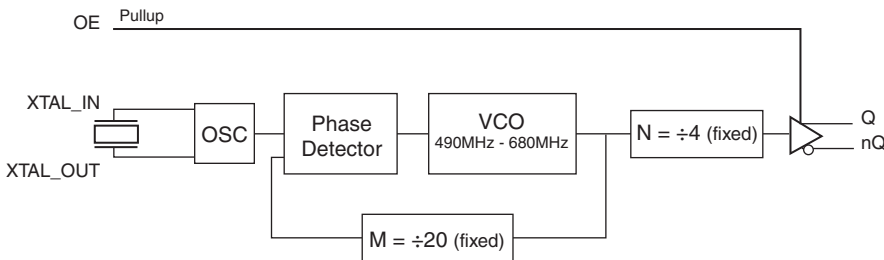 OE Pullup
XTAL_IN
XTAL_OUT
OSC
Phase
Detector
VCO
490MHz - 680MHz
N = ÷4 (fixed)
Q
nQ
M = ÷20 (fixed)